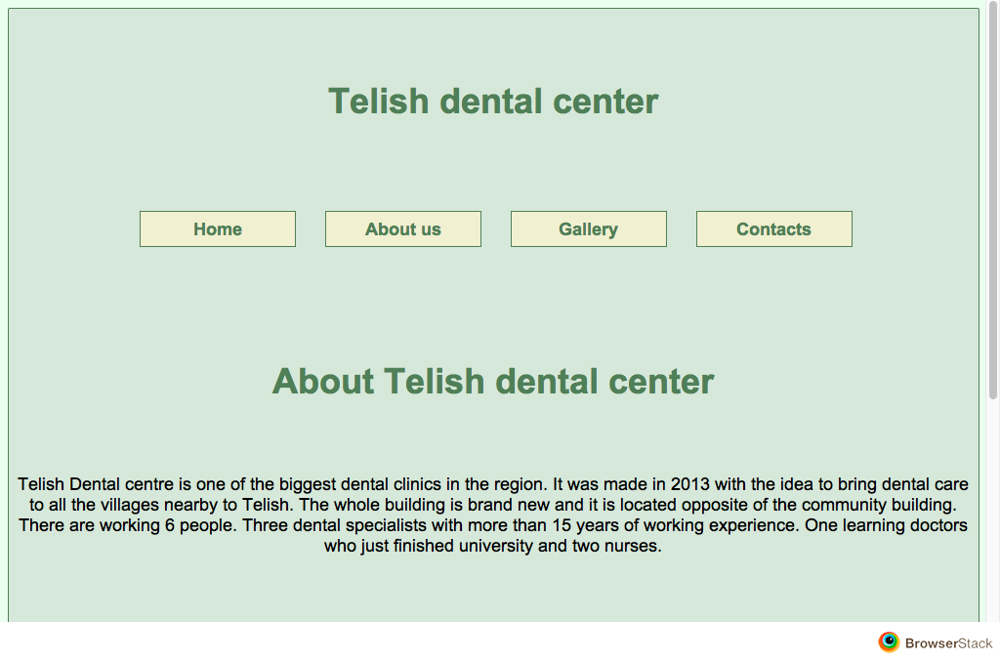 Telish dental center
Home About us Gallery Contacts
About Telish dental center
Telish Dental centre is one of the biggest dental clinics in the region. It was made in 2013 with the idea to bring dental care
to all the villages nearby to Telish. The whole building is brand new and it is located opposite of the community building.
There are working 6 people. Three dental specialists with more than 15 years of working experience. One learning doctors
who just finished university and two nurses.
BrowserStack